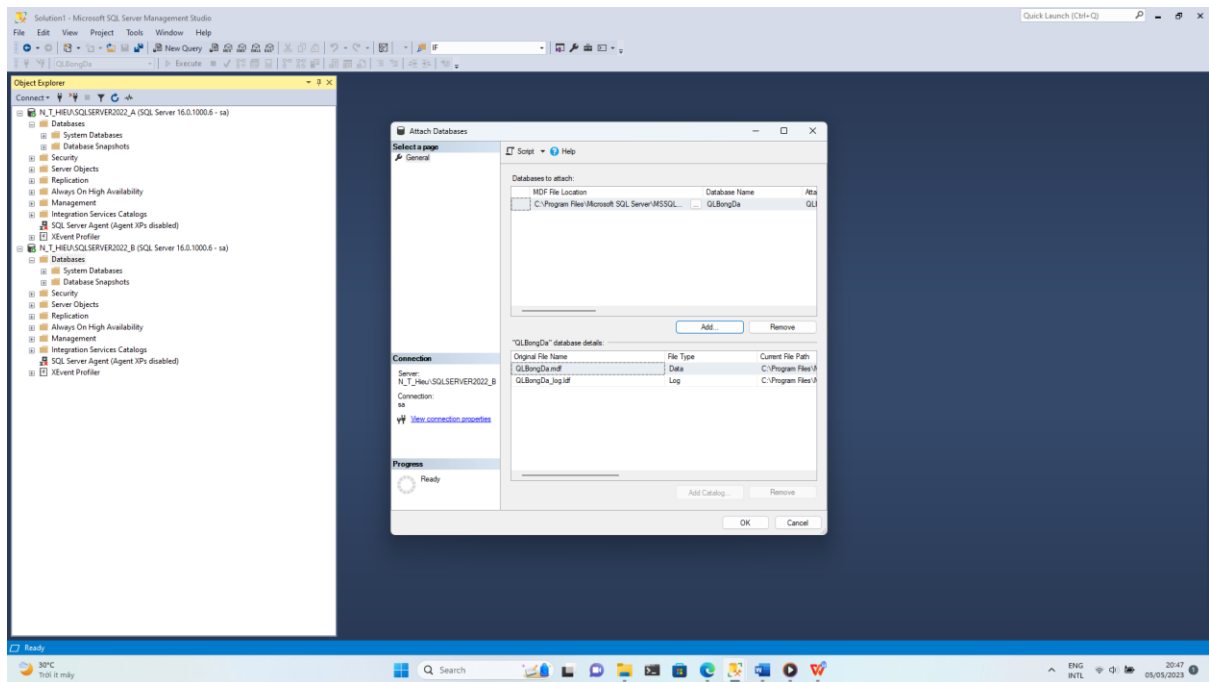 Solution1 - Microsoft SQL Server Management Studio
Quick Launch (Ctrl+Q)
File Edit View Project Tools Window Help
New Query
IF
QLBongDa
Execute
Object Explorer
Connect
N_T_HIEU\SQLSERVER2022_A (SQL Server 16.0.1000.6 - sa)
Databases
System Databases
Database Snapshots
Security
Server Objects
Replication
Always On High Availability
Management
Integration Services Catalogs
SQL Server Agent (Agent XPs disabled)
XEvent Profiler
N_T_HIEU\SQLSERVER2022_B (SQL Server 16.0.1000.6 - sa)
Databases
System Databases
Database Snapshots
Security
Server Objects
Replication
Always On High Availability
Management
Integration Services Catalogs
SQL Server Agent (Agent XPs disabled)
XEvent Profiler
Attach Databases
Select a page
General
Script Help
Databases to attach:
MDF File Location Database Name Atta
C:\Program Files\Microsoft SQL Server\MSSQL... ... QLBongDa QLI
Add... Remove
"QLBongDa" database details:
Original File Name File Type Current File Path
QLBongDa.mdf Data C:\Program Files\M
QLBongDa_log.ldf Log C:\Program Files\M
Add Catalog... Remove
Connection
Server:
N_T_Hieu\SQLSERVER2022_B
Connection:
sa
View connection properties
Progress
Ready
OK Cancel
Ready
30°C
Trời ít mây
Search
ENG
INTL
20:47
05/05/2023